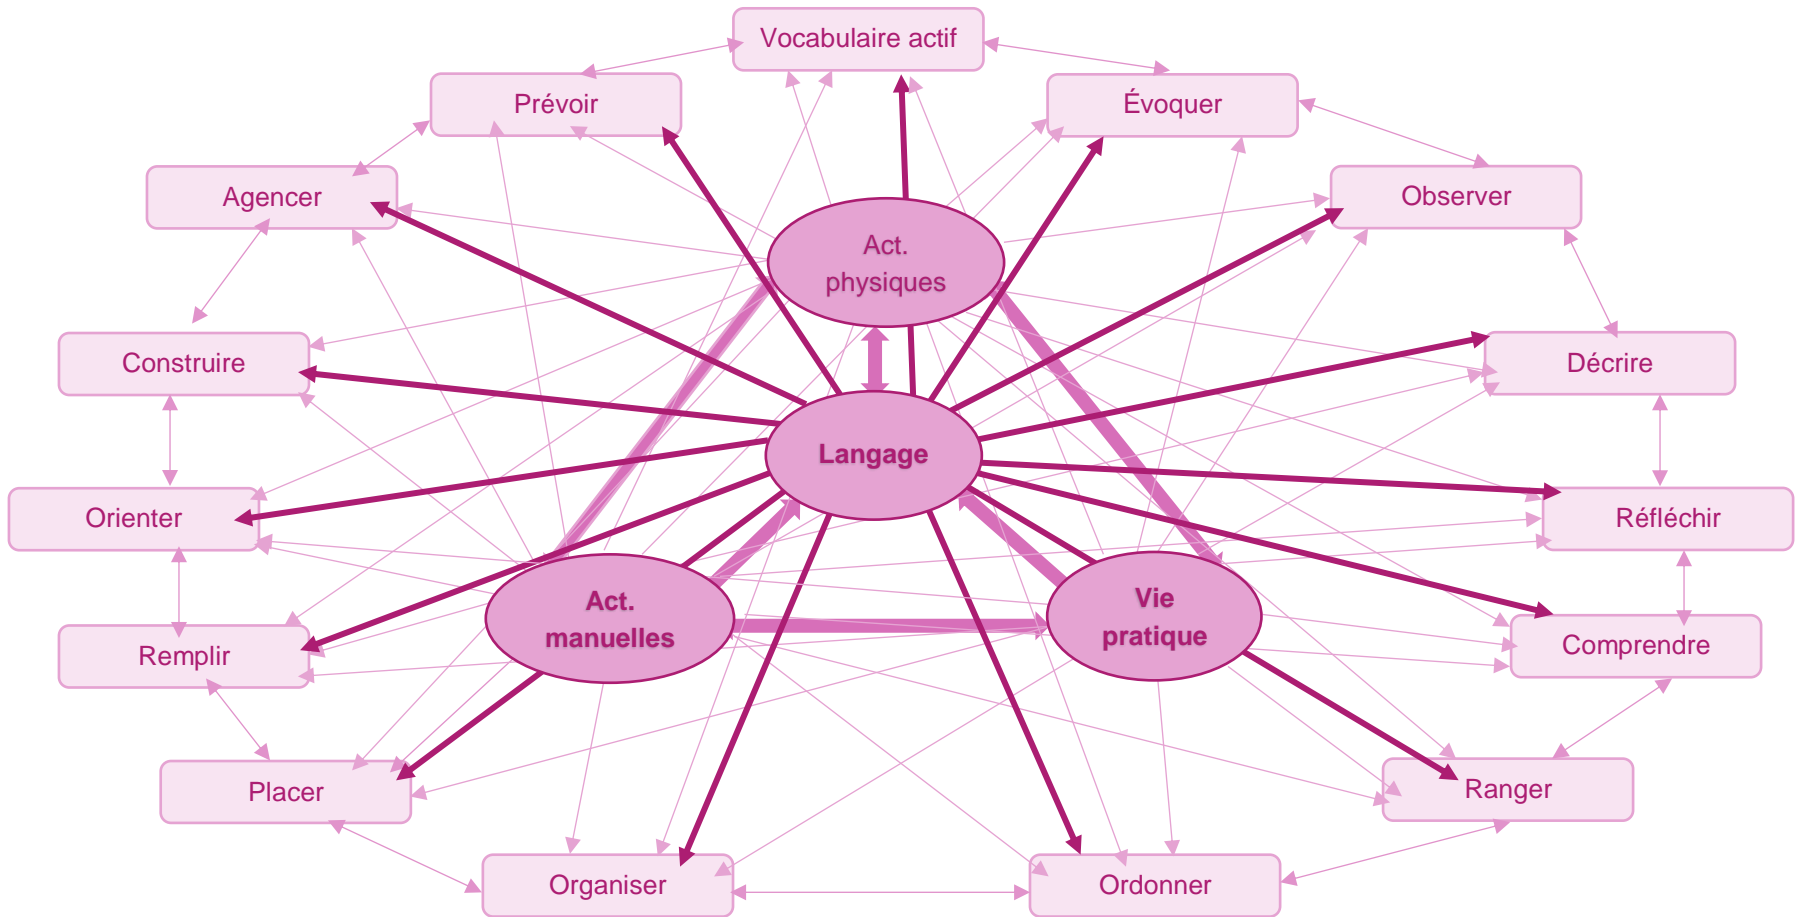 Vocabulaire actif
Prévoir
Évoquer
Agencer
Observer
Act.
physiques
Construire
Décrire
Langage
Orienter
Réfléchir
Act.
manuelles
Vie
pratique
Remplir
Comprendre
Placer
Ranger
Organiser
Ordonner